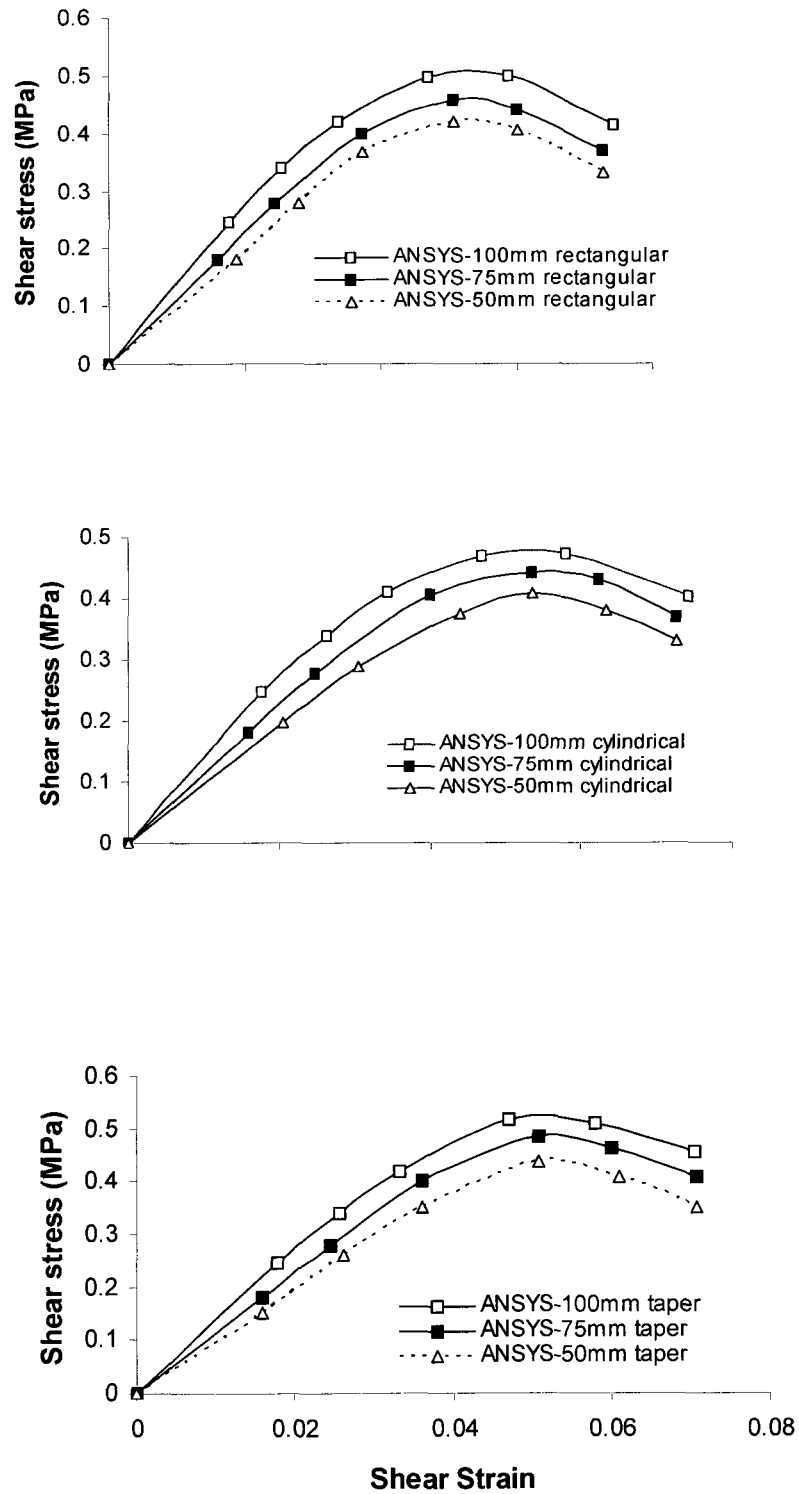 0.6
0.5
0.4
0.3
0.2
0.1
0
Shear stress (MPa)
ANSYS-100mm rectangular
ANSYS-75mm rectangular
ANSYS-50mm rectangular
0.5
0.4
0.3
0.2
0.1
0
Shear stress (MPa)
ANSYS-100mm cylindrical
ANSYS-75mm cylindrical
ANSYS-50mm cylindrical
0.6
0.5
0.4
0.3
0.2
0.1
0
Shear stress (MPa)
ANSYS-100mm taper
ANSYS-75mm taper
ANSYS-50mm taper
0 0.02 0.04 0.06 0.08
Shear Strain